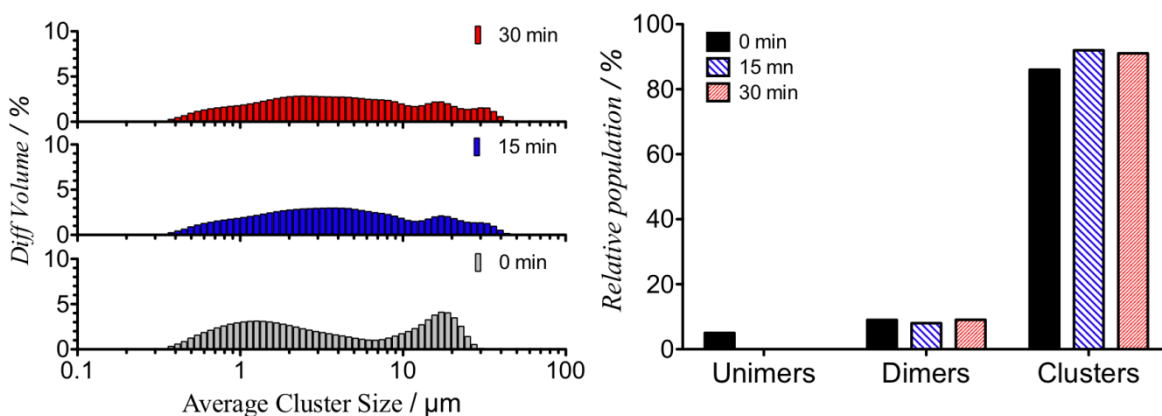 10
5
0
30 min
10
5
0
15 min
10
5
0
0 min
0.1 1 10 100
Diff Volume / %
Average Cluster Size / µm
100
80
60
40
20
0
Relative population / %
0 min
15 mn
30 min
Unimers Dimers Clusters